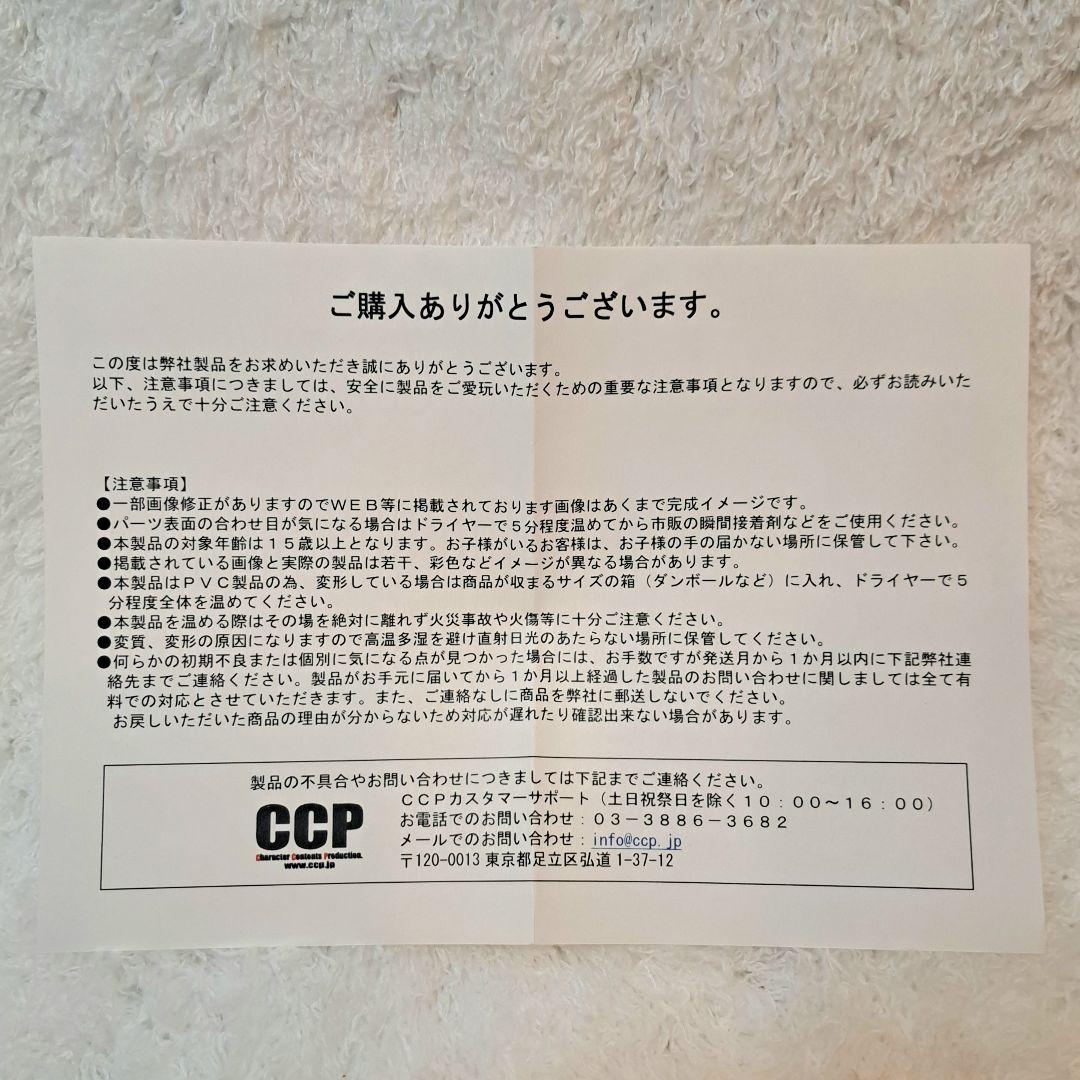 ご購入ありがとうございます。
この度は弊社製品をお求めいただき誠にありがとうございます。
以下、注意事項につきましては、安全に製品をご愛玩いただくための重要な注意事項となりますので、必ずお読みいた
だいたうえで十分ご注意ください。
【注意事項】
●一部画像修正がありますのでＷＥＢ等に掲載されております画像はあくまで完成イメージです。
●パーツ表面の合わせ目が気になる場合はドライヤーで５分程度温めてから市販の瞬間接着剤などをご使用ください。
●本製品の対象年齢は１５歳以上となります。お子様がいるお客様は、お子様の手の届かない場所に保管して下さい。
●掲載されている画像と実際の製品は若干、彩色などイメージが異なる場合があります。
●本製品はＰＶＣ製品の為、変形している場合は商品が収まるサイズの箱（ダンボールなど）に入れ、ドライヤーで５
分程度全体を温めてください。
●本製品を温める際はその場を絶対に離れず火災事故や火傷等に十分ご注意ください。
●変質、変形の原因になりますので高温多湿を避け直射日光のあたらない場所に保管してください。
●何らかの初期不良または個別に気になる点が見つかった場合には、お手数ですが発送月から１か月以内に下記弊社連
絡先までご連絡ください。製品がお手元に届いてから１か月以上経過した製品のお問い合わせに関しましては全て有
料での対応とさせていただきます。また、ご連絡なしに商品を弊社に郵送しないでください。
お戻しいただいた商品の理由が分からないため対応が遅れたり確認出来ない場合があります。
製品の不具合やお問い合わせにつきましては下記までご連絡ください。
ＣＣＰカスタマーサポート（土日祝祭日を除く１０：００～１６：００）
お電話でのお問い合わせ：０３－３８８６－３６８２
メールでのお問い合わせ：info@ccp.jp
〒120-0013 東京都足立区弘道 1-37-12
CCP
Character Contents Production.
www.ccp.jp